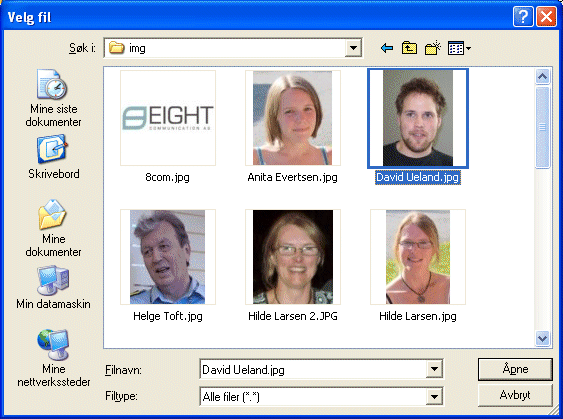 Velg fil
Søk i:
img
Mine siste
dokumenter
Skrivebord
Mine
dokumenter
Min datamaskin
Mine
nettverkssteder
EIGHT
COMMUNICATION AS
8com.jpg
Anita Evertsen.jpg
David Ueland.jpg
Helge Toft.jpg
Hilde Larsen 2.JPG
Hilde Larsen.jpg
Filnavn:
David Ueland.jpg
Åpne
Filtype:
Alle filer (*.*)
Avbryt